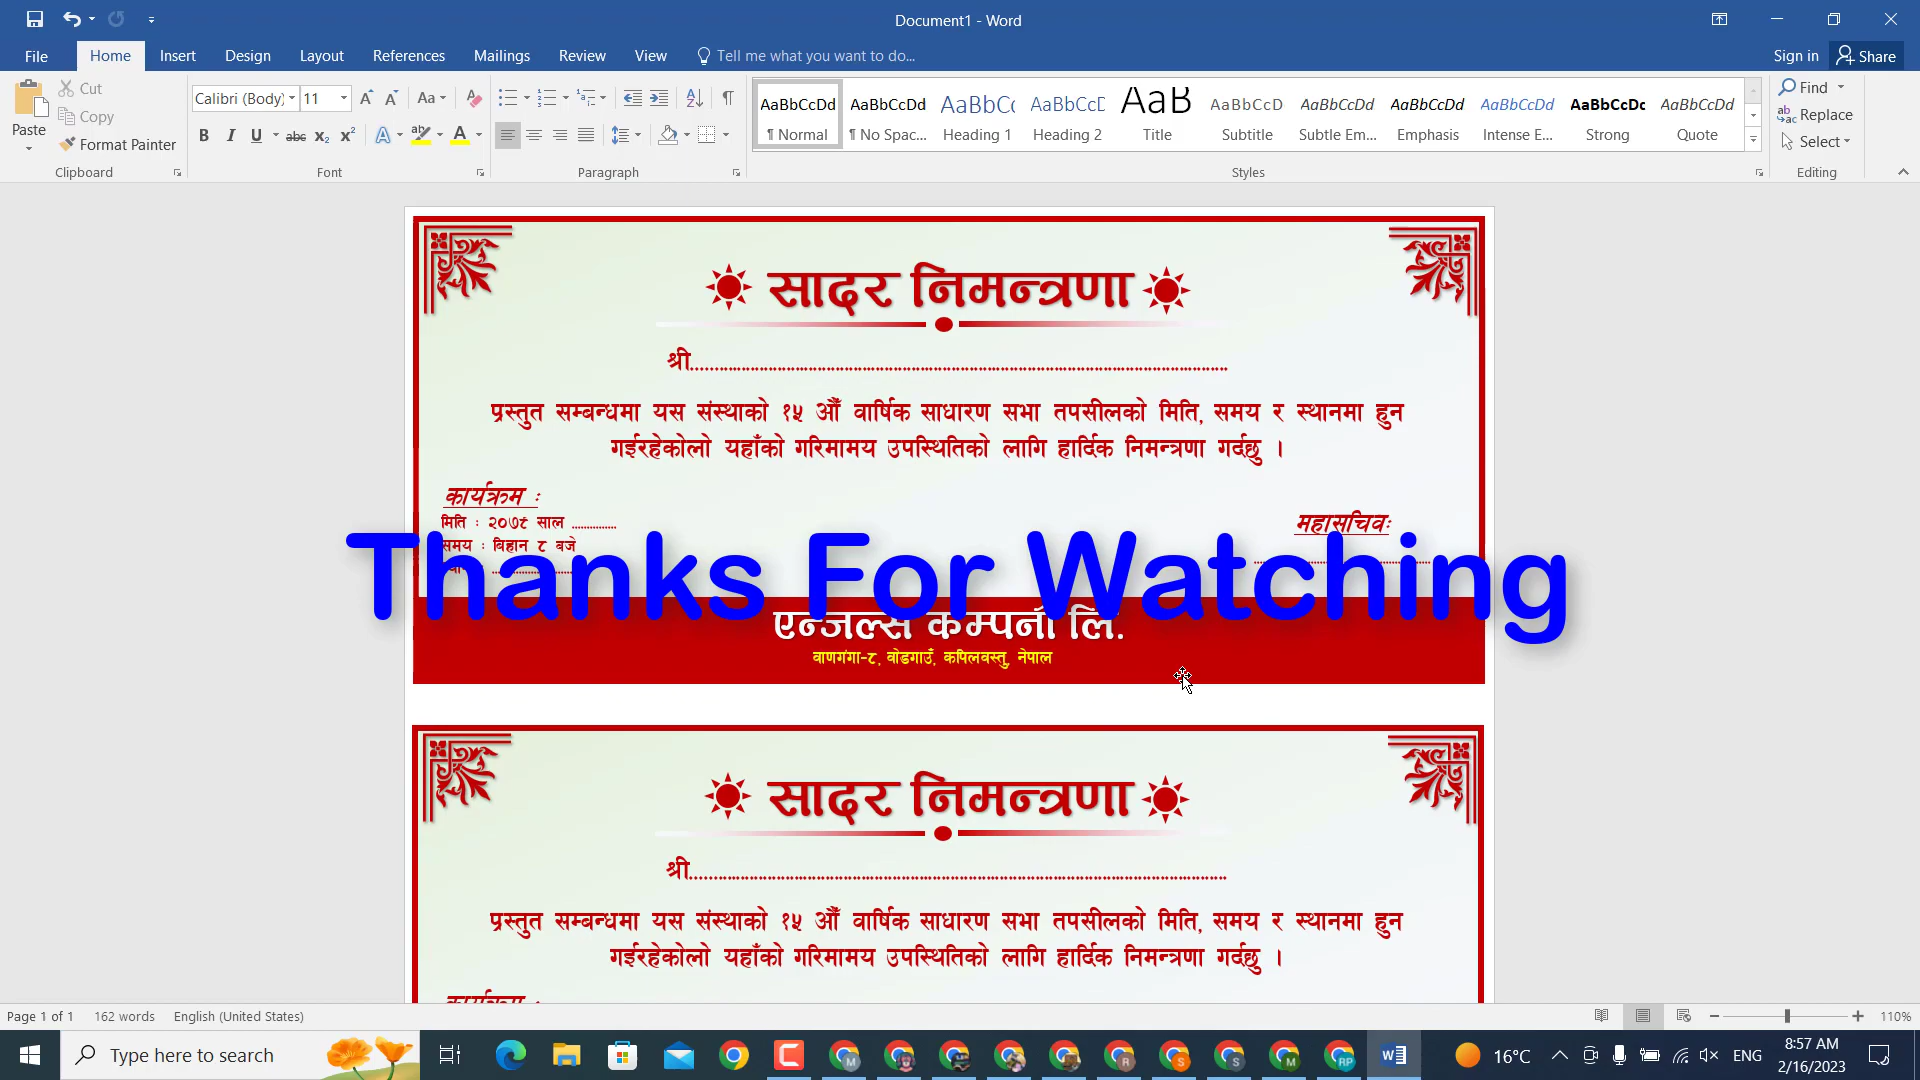 Document1 - Word
File Home Insert Design Layout References Mailings Review View Tell me what you want to do... Sign in Share
Paste
Cut
Copy
Format Painter
Clipboard
Calibri (Body) 11
Font
Paragraph
AaBbCcDd AaBbCcDd AaBbCc AaBbCcD AaB AaBbCcD AaBbCcDd AaBbCcDd AaBbCcDd AaBbCcDc AaBbCcDd
¶ Normal ¶ No Spac... Heading 1 Heading 2 Title Subtitle Subtle Em... Emphasis Intense E... Strong Quote
Styles
Find
Replace
Select
Editing
सादर निमन्त्रणा
श्री..........................................................................................
प्रस्तुत सम्बन्धमा यस संस्थाको १५ औँ वार्षिक साधारण सभा तपसीलको मिति, समय र स्थानमा हुन
गईरहेकोलो यहाँको गरिमामय उपस्थितिको लागि हार्दिक निमन्त्रणा गर्दछु ।
कार्यक्रम :
मिति : २०७९ साल ..............
समय : बिहान ८ बजे
महासचिवः
Thanks For Watching
एन्जल्स कम्पनी लि.
वाणगंगा-८, वोडगाउँ, कपिलवस्तु, नेपाल
सादर निमन्त्रणा
श्री..........................................................................................
प्रस्तुत सम्बन्धमा यस संस्थाको १५ औँ वार्षिक साधारण सभा तपसीलको मिति, समय र स्थानमा हुन
गईरहेकोलो यहाँको गरिमामय उपस्थितिको लागि हार्दिक निमन्त्रणा गर्दछु ।
Page 1 of 1 162 words English (United States) 110%
Type here to search
16°C ENG
8:57 AM
2/16/2023